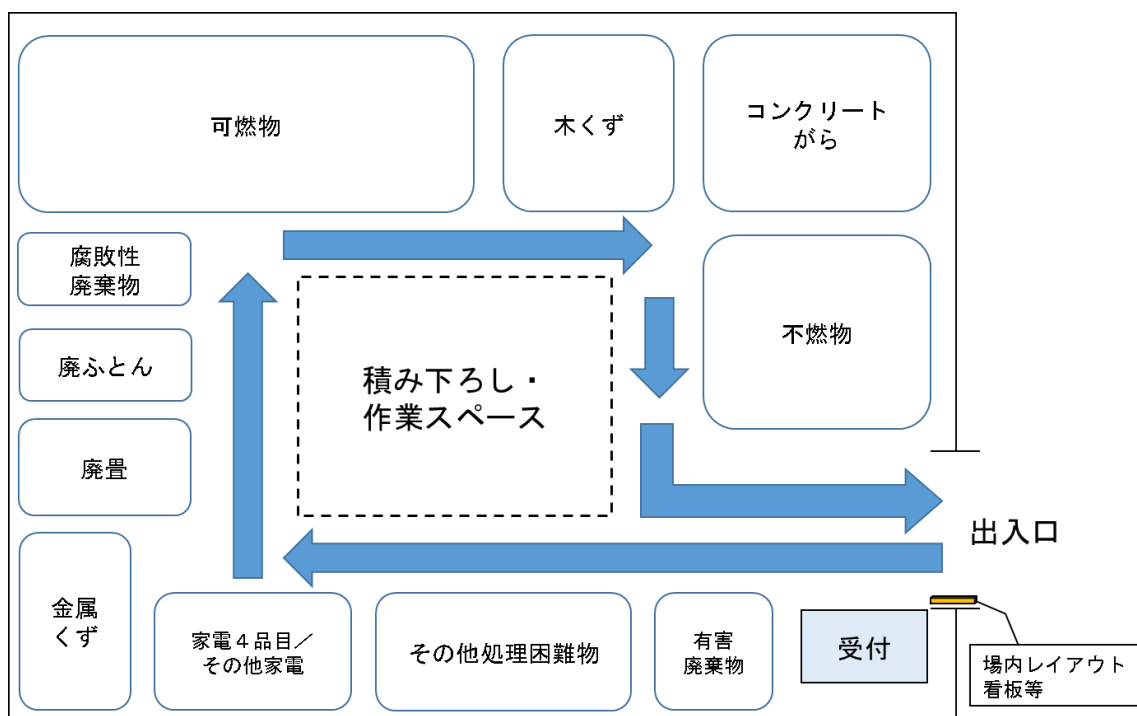 可燃物
木くず
コンクリート
がら
腐敗性
廃棄物
廃ふとん
廃畳
積み下ろし・
作業スペース
不燃物
出入口
金属
くず
家電４品目／
その他家電
その他処理困難物
有害
廃棄物
受付
場内レイアウト
看板等